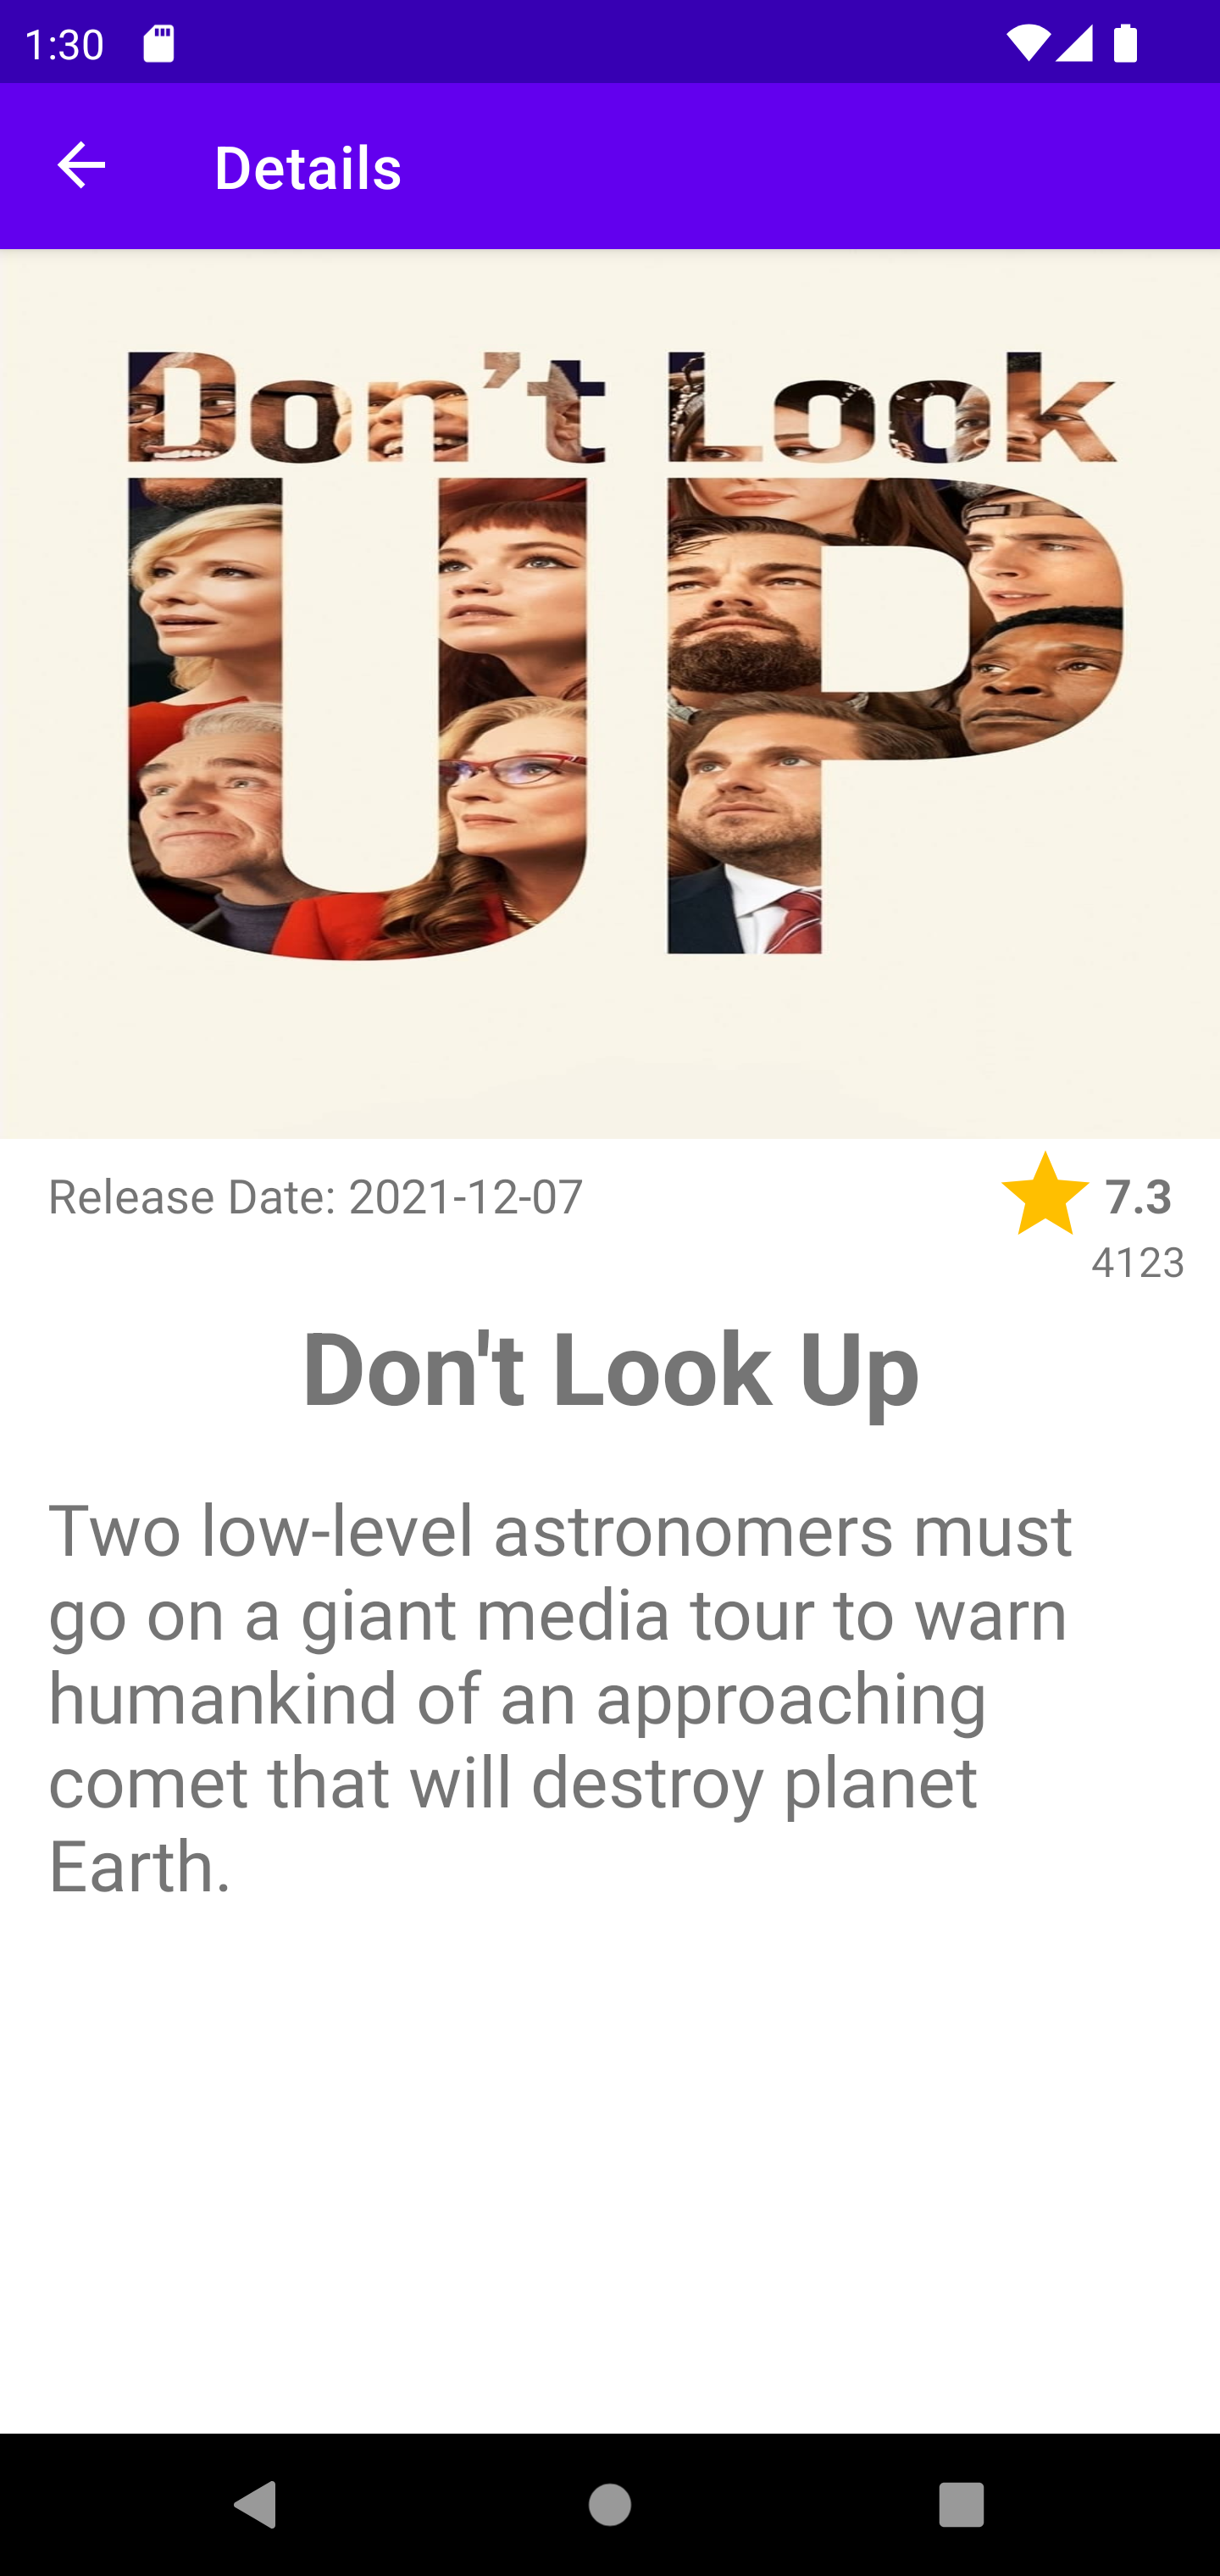 1:30
Details
Don’t Look
UP
Release Date: 2021-12-07
7.3
4123
Don't Look Up
Two low-level astronomers must
go on a giant media tour to warn
humankind of an approaching
comet that will destroy planet
Earth.